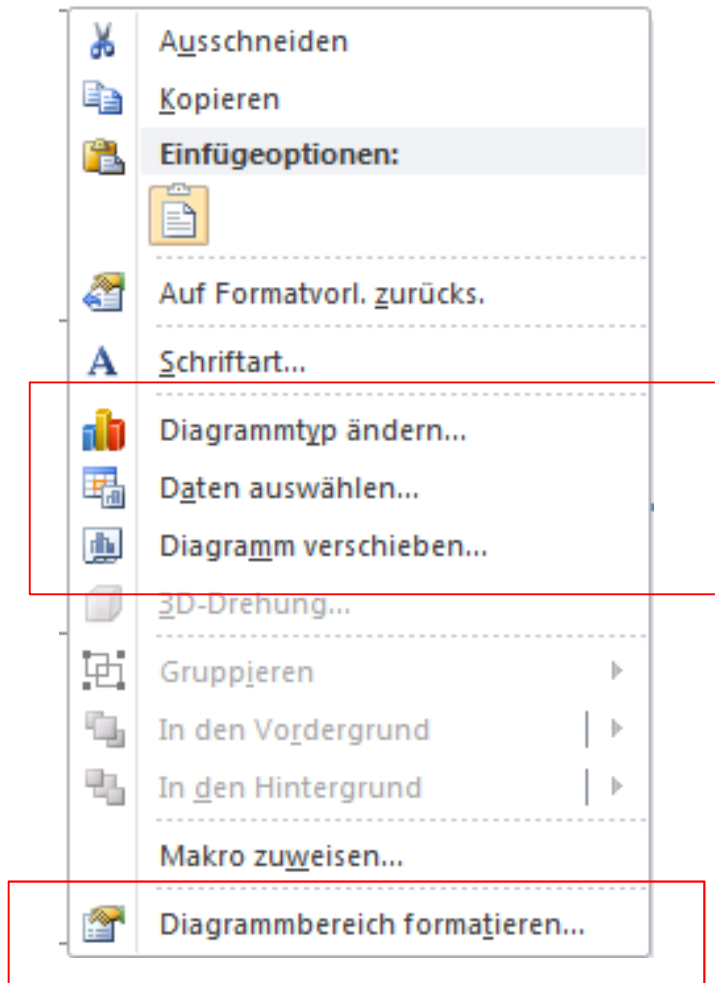 Ausschneiden
Kopieren
Einfügeoptionen:
Auf Formatvorl. zurücks.
Schriftart...
Diagrammtyp ändern...
Daten auswählen...
Diagramm verschieben...
3D-Drehung...
Gruppieren
In den Vordergrund
In den Hintergrund
Makro zuweisen...
Diagrammbereich formatieren...